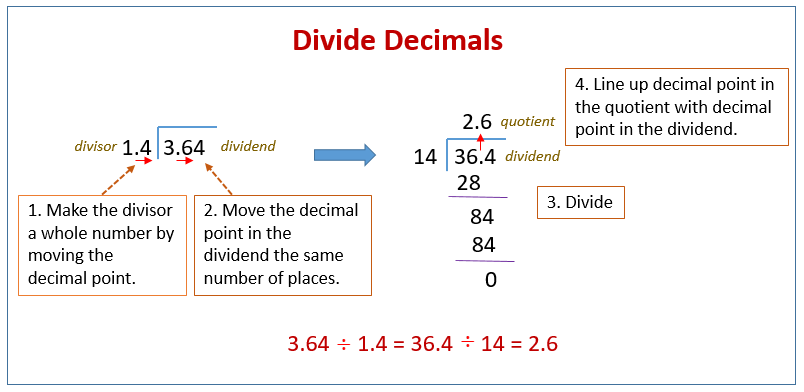 Divide Decimals
divisor 1.4 3.64 dividend
1. Make the divisor
a whole number by
moving the
decimal point.
2. Move the decimal
point in the
dividend the same
number of places.
4. Line up decimal point in
the quotient with decimal
point in the dividend.
2.6 quotient
14 36.4 dividend
28
84
84
0
3. Divide
3.64 ÷ 1.4 = 36.4 ÷ 14 = 2.6